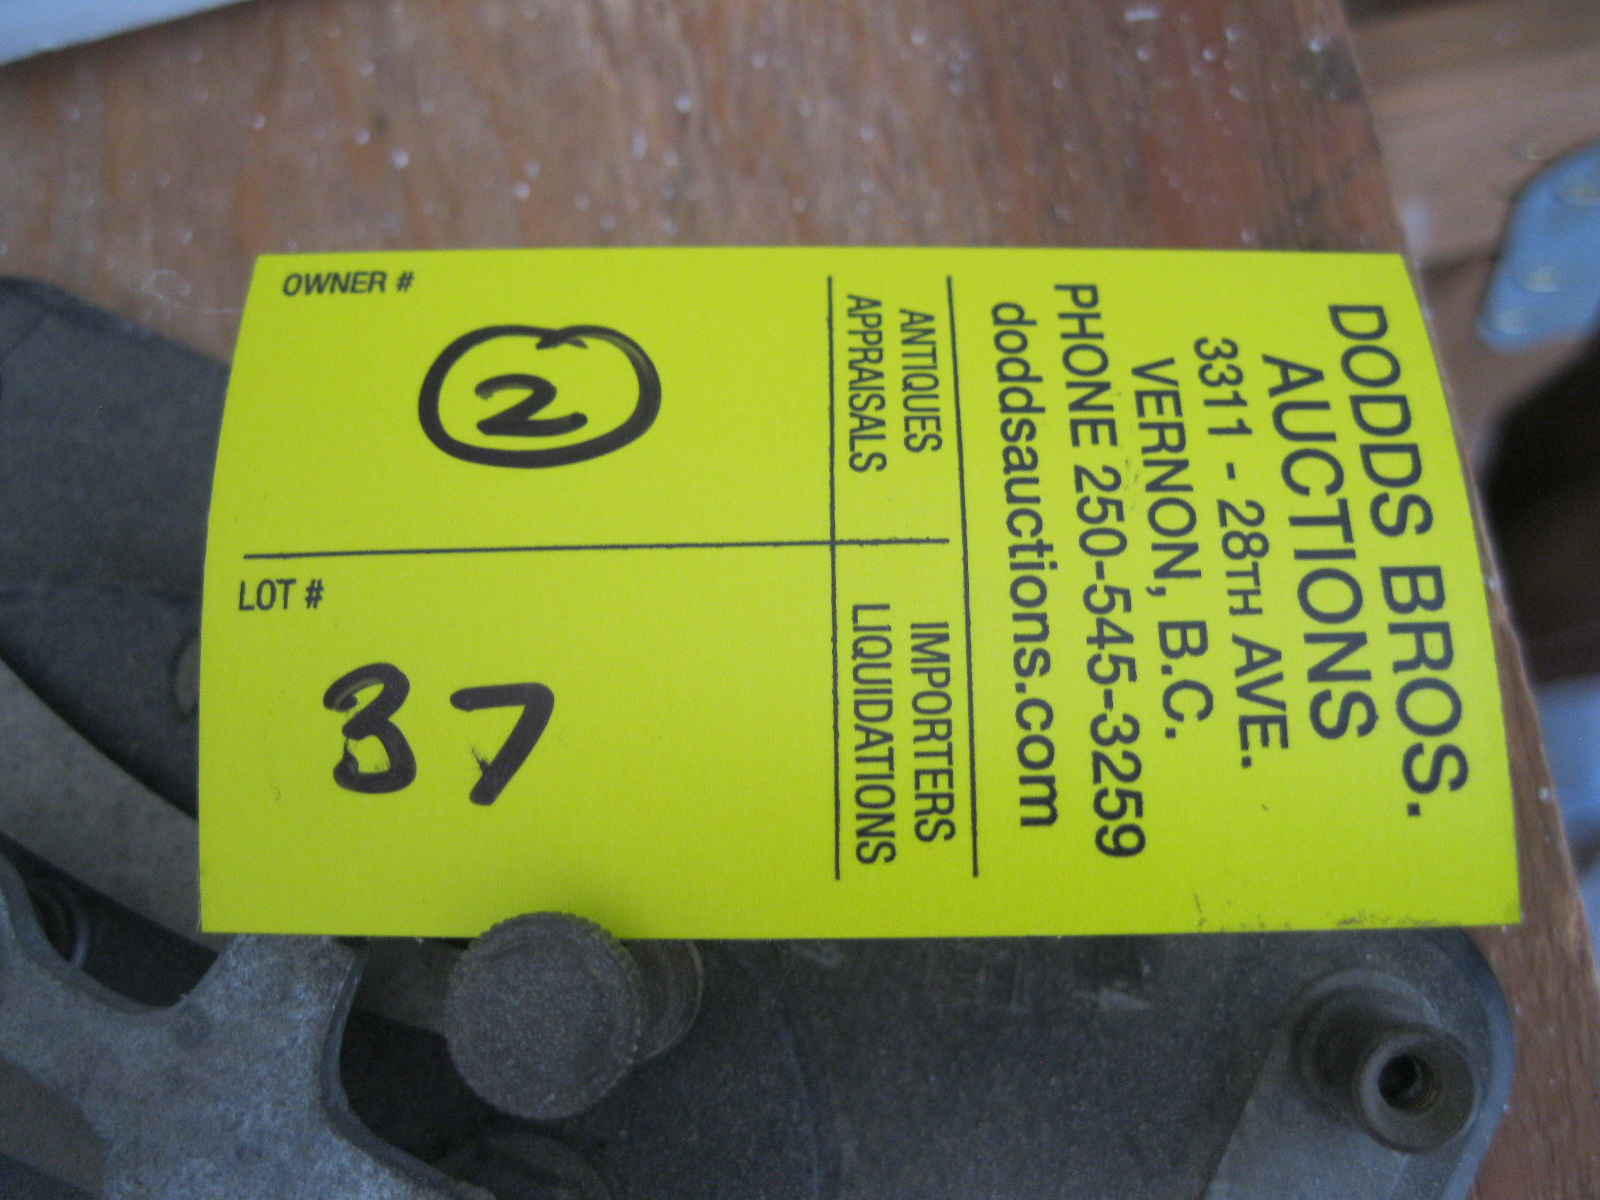 DODDS BROS.
AUCTIONS
3311 - 28TH AVE.
VERNON, B.C.
PHONE 250-545-3259
doddsauctions.com
ANTIQUES IMPORTERS
APPRAISALS LIQUIDATIONS
OWNER #
2
LOT #
37